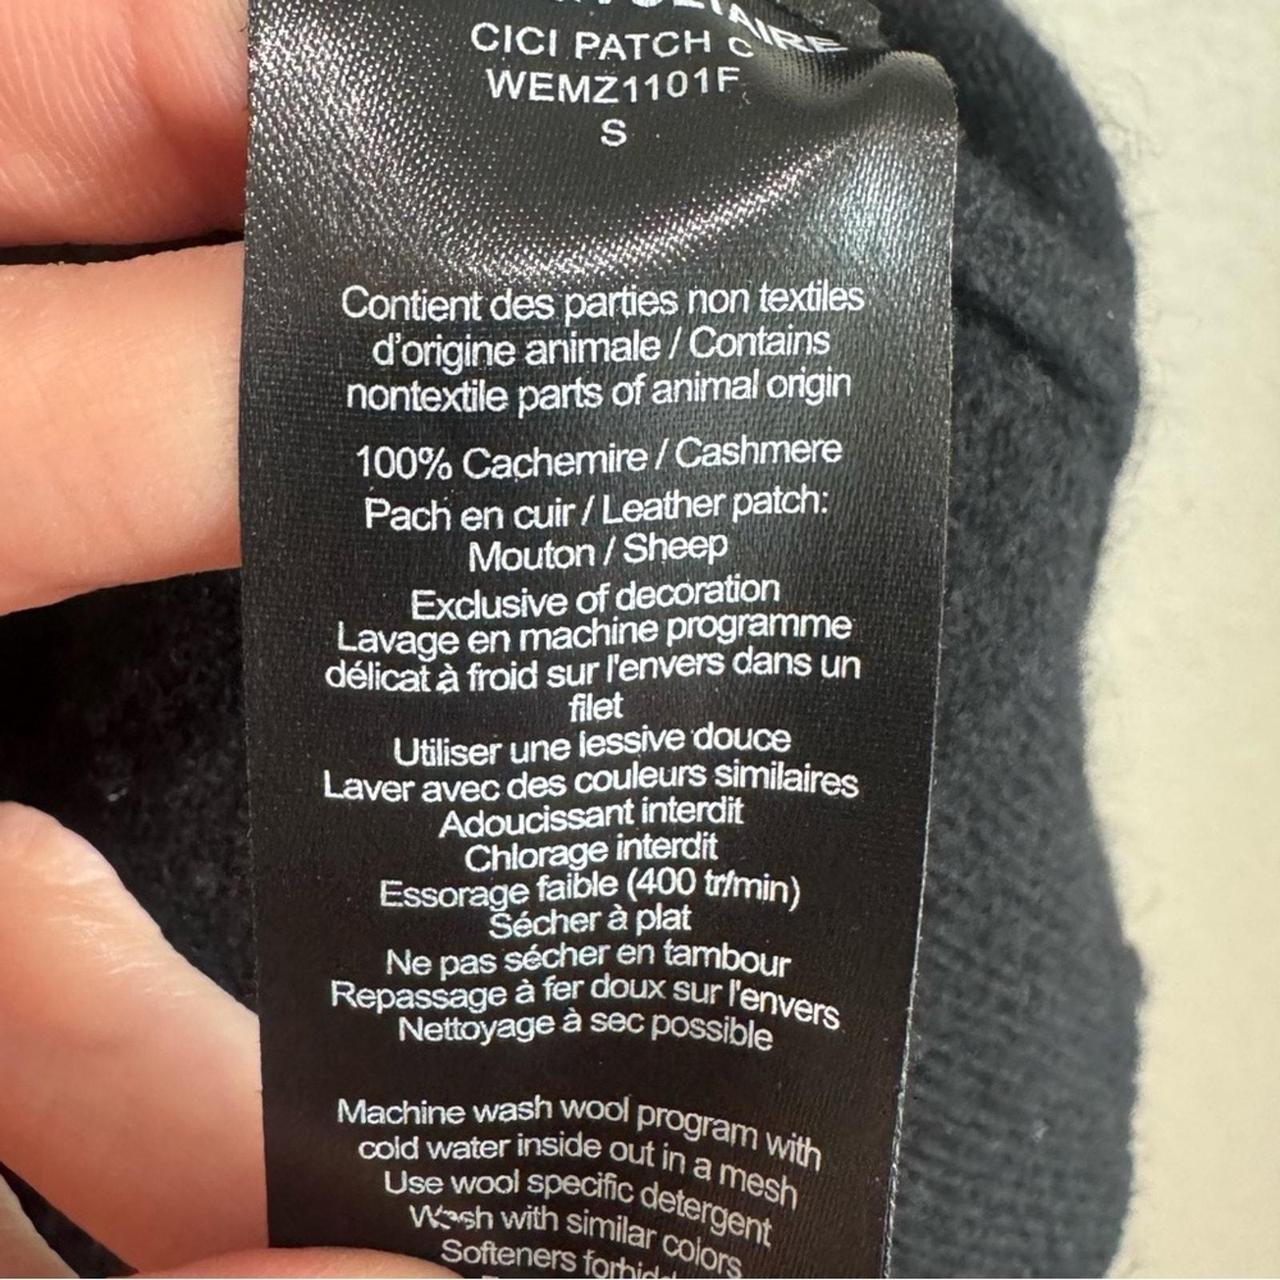 CICI PATCH C
WEMZ1101F
S
Contient des parties non textiles
d'origine animale / Contains
nontextile parts of animal origin
100% Cachemire / Cashmere
Pach en cuir / Leather patch:
Mouton / Sheep
Exclusive of decoration
Lavage en machine programme
délicat à froid sur l'envers dans un
filet
Utiliser une lessive douce
Laver avec des couleurs similaires
Adoucissant interdit
Chlorage interdit
Essorage faible (400 tr/min)
Sécher à plat
Ne pas sécher en tambour
Repassage à fer doux sur l'envers
Nettoyage à sec possible
Machine wash wool program with
cold water inside out in a mesh
Use wool specific detergent
Wash with similar colors
Softeners